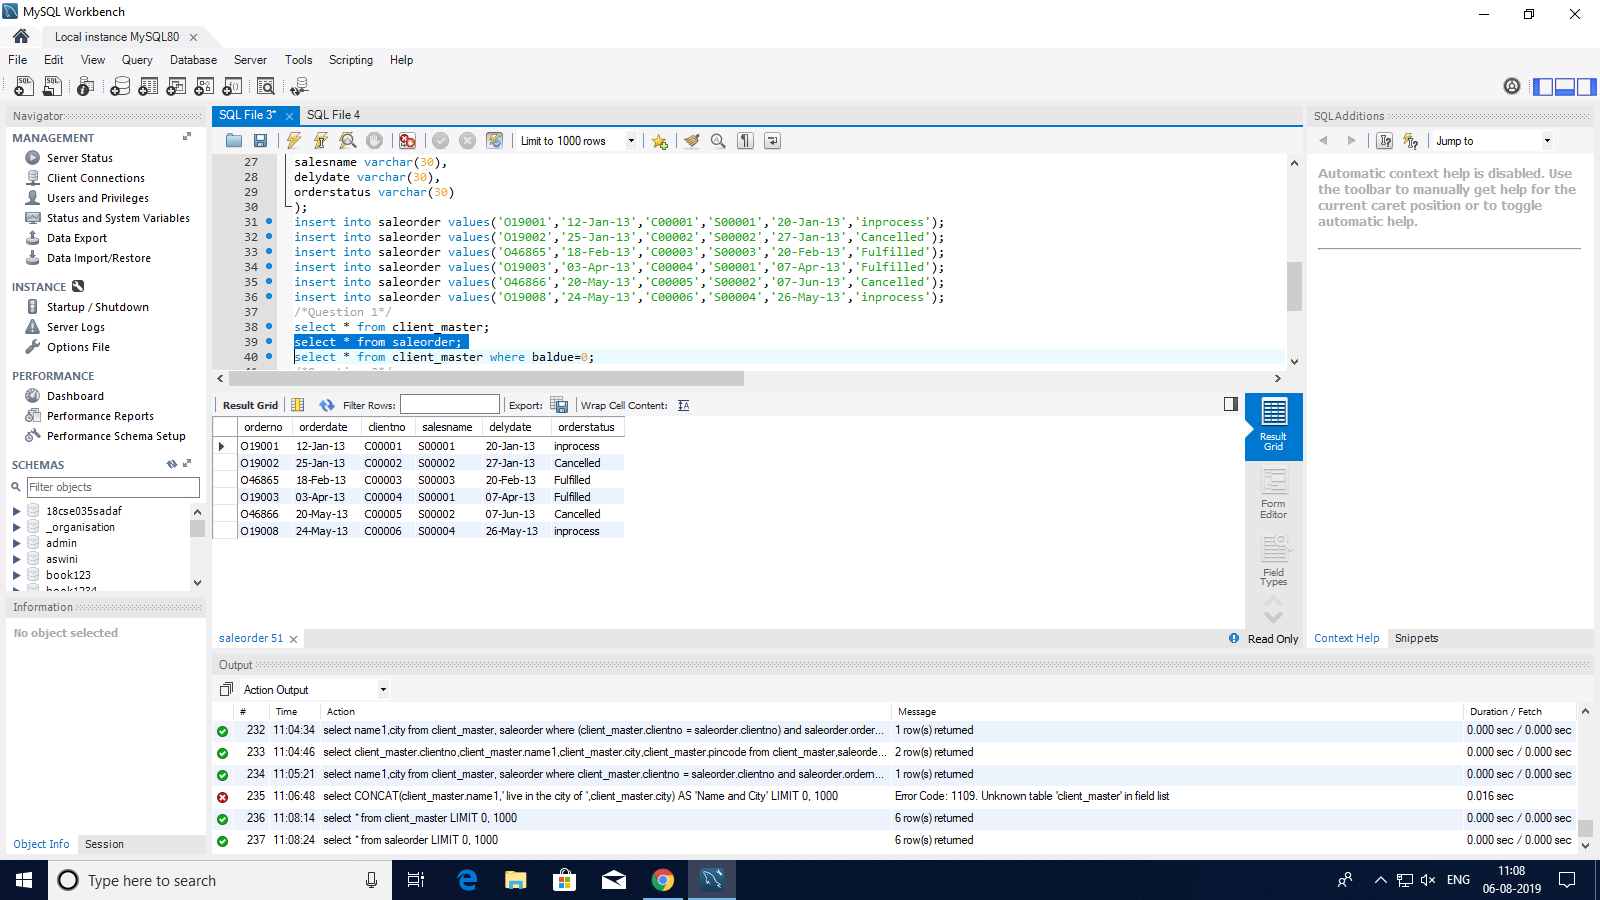 MySQL Workbench
Local instance MySQL80
File Edit View Query Database Server Tools Scripting Help
Navigator
MANAGEMENT
Server Status
Client Connections
Users and Privileges
Status and System Variables
Data Export
Data Import/Restore
INSTANCE
Startup / Shutdown
Server Logs
Options File
PERFORMANCE
Dashboard
Performance Reports
Performance Schema Setup
SCHEMAS
Filter objects
18cse035sadaf
_organisation
admin
aswini
book123
book1234
Information
No object selected
Object Info Session
SQL File 3* SQL File 4
Limit to 1000 rows
27 salesname varchar(30),
28 delydate varchar(30),
29 orderstatus varchar(30)
30 );
31 insert into saleorder values('O19001','12-Jan-13','C00001','S00001','20-Jan-13','inprocess');
32 insert into saleorder values('O19002','25-Jan-13','C00002','S00002','27-Jan-13','Cancelled');
33 insert into saleorder values('O46865','18-Feb-13','C00003','S00003','20-Feb-13','Fulfilled');
34 insert into saleorder values('O19003','03-Apr-13','C00004','S00001','07-Apr-13','Fulfilled');
35 insert into saleorder values('O46866','20-May-13','C00005','S00002','07-Jun-13','Cancelled');
36 insert into saleorder values('O19008','24-May-13','C00006','S00004','26-May-13','inprocess');
37 /*Question 1*/
38 select * from client_master;
39 select * from saleorder;
40 select * from client_master where baldue=0;
Result Grid Filter Rows: Export: Wrap Cell Content:
orderno orderdate clientno salesname delydate orderstatus
O19001 12-Jan-13 C00001 S00001 20-Jan-13 inprocess
O19002 25-Jan-13 C00002 S00002 27-Jan-13 Cancelled
O46865 18-Feb-13 C00003 S00003 20-Feb-13 Fulfilled
O19003 03-Apr-13 C00004 S00001 07-Apr-13 Fulfilled
O46866 20-May-13 C00005 S00002 07-Jun-13 Cancelled
O19008 24-May-13 C00006 S00004 26-May-13 inprocess
Result
Grid
Form
Editor
Field
Types
saleorder 51
Read Only
SQLAdditions
Jump to
Automatic context help is disabled. Use
the toolbar to manually get help for the
current caret position or to toggle
automatic help.
Context Help Snippets
Output
Action Output
# Time Action Message Duration / Fetch
232 11:04:34 select name1,city from client_master, saleorder where (client_master.clientno = saleorder.clientno) and saleorder.order... 1 row(s) returned 0.000 sec / 0.000 sec
233 11:04:46 select client_master.clientno,client_master.name1,client_master.city,client_master.pincode from client_master,saleorde... 2 row(s) returned 0.000 sec / 0.000 sec
234 11:05:21 select name1,city from client_master, saleorder where client_master.clientno = saleorder.clientno and saleorder.ordern... 1 row(s) returned 0.000 sec / 0.000 sec
235 11:06:48 select CONCAT(client_master.name1,' live in the city of ',client_master.city) AS 'Name and City' LIMIT 0, 1000 Error Code: 1109. Unknown table 'client_master' in field list 0.016 sec
236 11:08:14 select * from client_master LIMIT 0, 1000 6 row(s) returned 0.000 sec / 0.000 sec
237 11:08:24 select * from saleorder LIMIT 0, 1000 6 row(s) returned 0.000 sec / 0.000 sec
Type here to search
ENG
11:08
06-08-2019